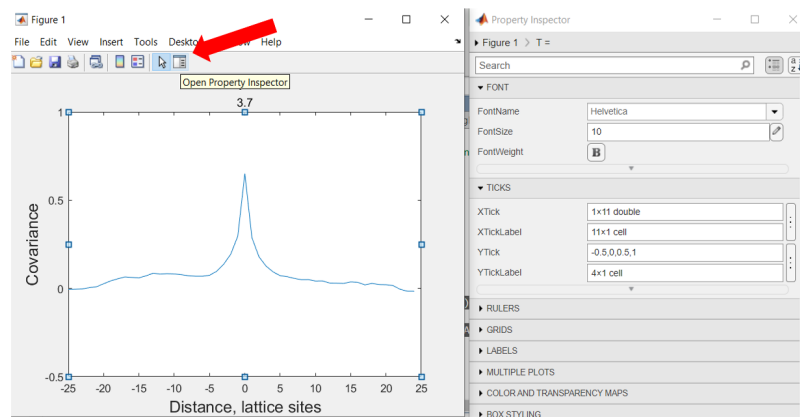 Figure 1
File Edit View Insert Tools Help
Open Property Inspector
3.7
1
0.5
0
-0.5
Covariance
-25 -20 -15 -10 -5 0 5 10 15 20 25
Distance, lattice sites
Property Inspector
Figure 1 > T =
Search
FONT
FontName Helvetica
FontSize 10
FontWeight B
TICKS
XTick 1×11 double
XTickLabel 11×1 cell
YTick -0.5,0,0.5,1
YTickLabel 4×1 cell
RULERS
GRIDS
LABELS
MULTIPLE PLOTS
COLOR AND TRANSPARENCY MAPS
BOX STYLING